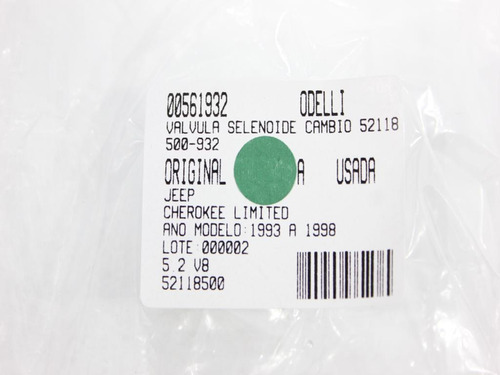 00561932 ODELLI
VALVULA SELENOIDE CAMBIO 52118
500-932
ORIGINAL A USADA
JEEP
CHEROKEE LIMITED
ANO MODELO:1993 A 1998
LOTE:000002
5.2 V8
52118500